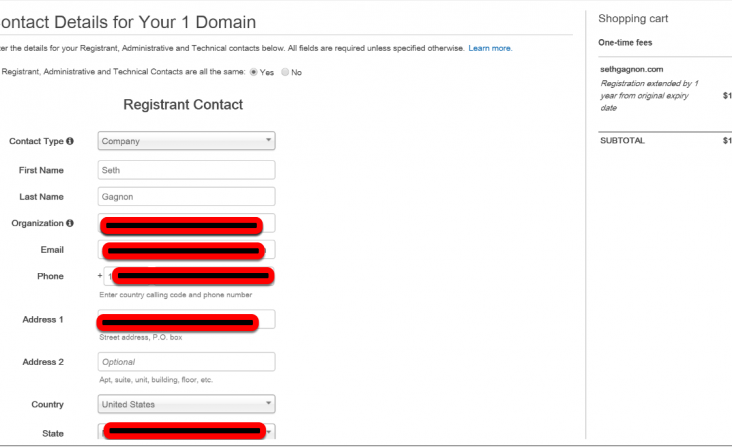 ontact Details for Your 1 Domain
er the details for your Registrant, Administrative and Technical contacts below. All fields are required unless specified otherwise. Learn more.
Registrant, Administrative and Technical Contacts are all the same: Yes No
Registrant Contact
Contact Type Company
First Name Seth
Last Name Gagnon
Organization
Email
Phone + 1
Enter country calling code and phone number
Address 1
Street address, P.O. box
Address 2 Optional
Apt, suite, unit, building, floor, etc.
Country United States
State
Shopping cart
One-time fees
sethgagnon.com
Registration extended by 1
year from original expiry $1
date
SUBTOTAL $1